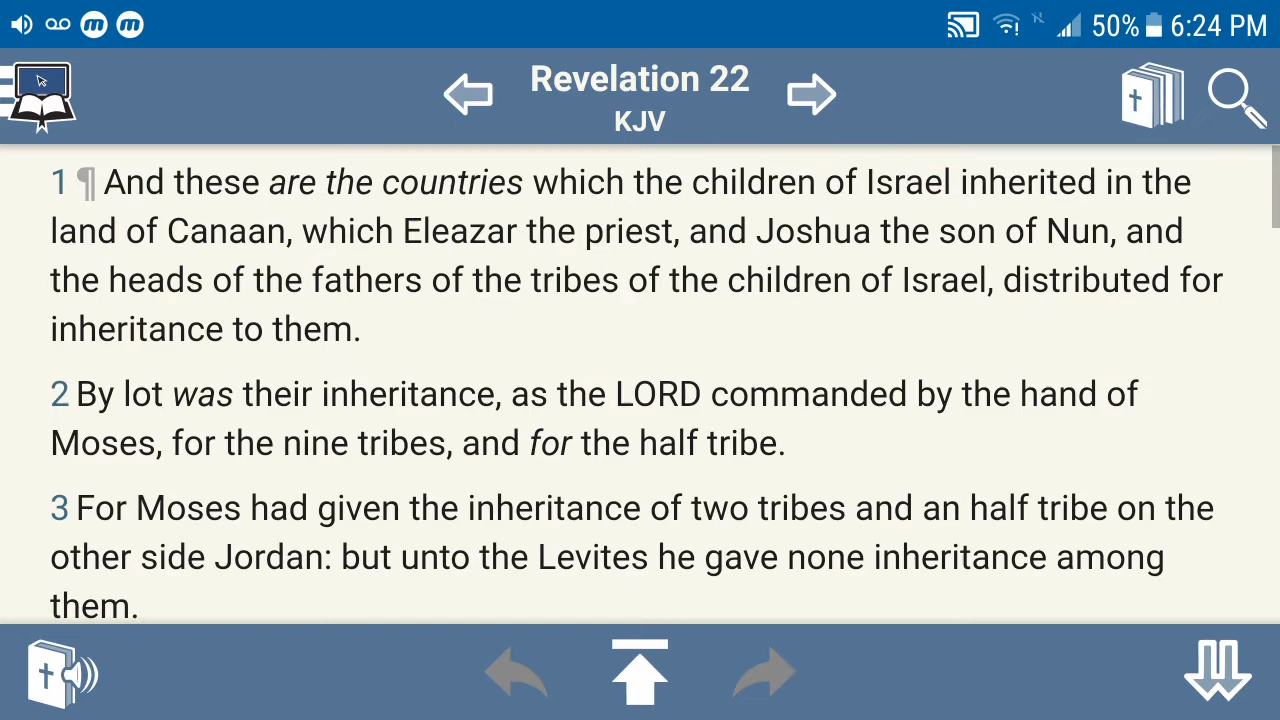 50% 6:24 PM
Revelation 22
KJV
1 ¶ And these are the countries which the children of Israel inherited in the
land of Canaan, which Eleazar the priest, and Joshua the son of Nun, and
the heads of the fathers of the tribes of the children of Israel, distributed for
inheritance to them.
2 By lot was their inheritance, as the LORD commanded by the hand of
Moses, for the nine tribes, and for the half tribe.
3 For Moses had given the inheritance of two tribes and an half tribe on the
other side Jordan: but unto the Levites he gave none inheritance among
them.